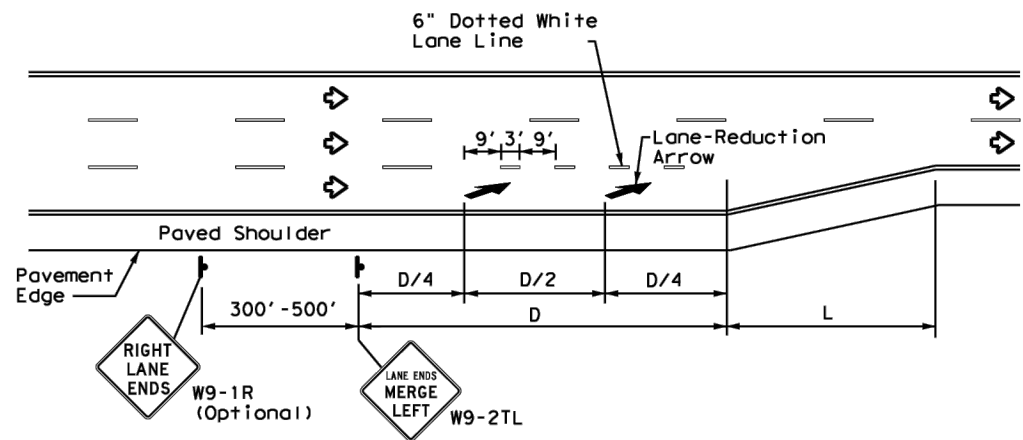 6" Dotted White
Lane Line
9' 3' 9'
Lane-Reduction
Arrow
Paved Shoulder
Pavement
Edge
D/4 D/2 D/4
300'-500' D L
RIGHT
LANE
ENDS
W9-1R
(Optional)
LANE ENDS
MERGE
LEFT
W9-2TL